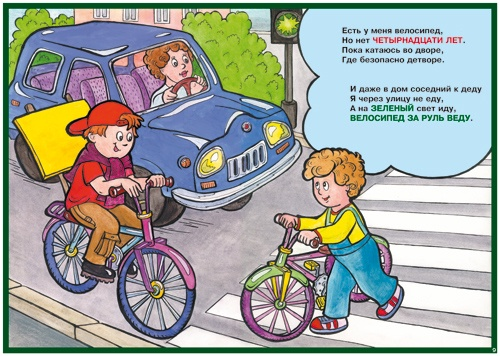 Есть у меня велосипед,
Но нет ЧЕТЫРНАДЦАТИ ЛЕТ.
Пока катаюсь во дворе,
Где безопасно детворе.
И даже в дом соседний к деду
Я через улицу не еду,
А на ЗЕЛЕНЫЙ свет иду,
ВЕЛОСИПЕД ЗА РУЛЬ ВЕДУ.
9